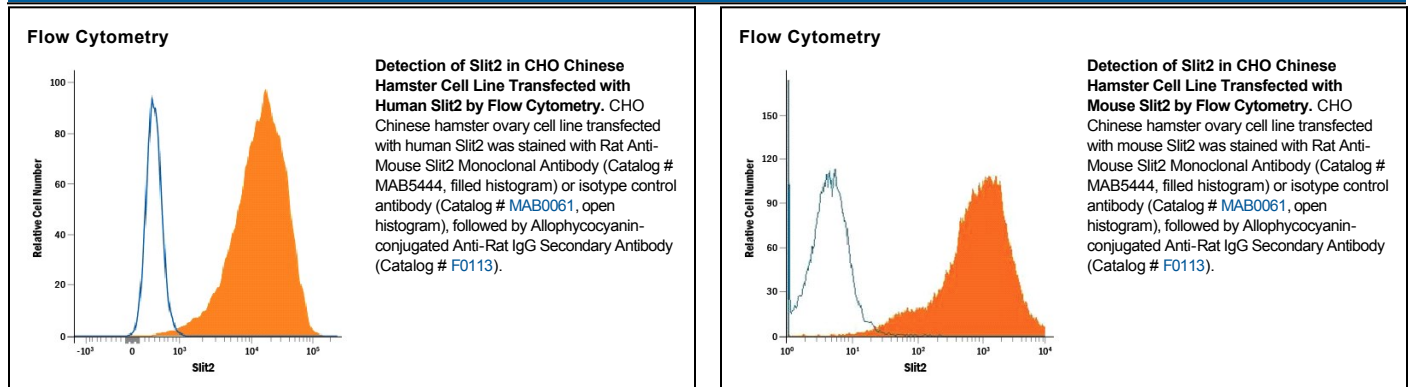 Flow Cytometry
100
80
60
40
20
0
Relative Cell Number
-10³
0
10³
10⁴
10⁵
Slit2
Detection of Slit2 in CHO Chinese
Hamster Cell Line Transfected with
Human Slit2 by Flow Cytometry. CHO
Chinese hamster ovary cell line transfected
with human Slit2 was stained with Rat Anti-
Mouse Slit2 Monoclonal Antibody (Catalog #
MAB5444, filled histogram) or isotype control
antibody (Catalog # MAB0061, open
histogram), followed by Allophycocyanin-
conjugated Anti-Rat IgG Secondary Antibody
(Catalog # F0113).
Flow Cytometry
150
120
90
60
30
0
Relative Cell Number
10⁰
10¹
10²
10³
10⁴
Slit2
Detection of Slit2 in CHO Chinese
Hamster Cell Line Transfected with
Mouse Slit2 by Flow Cytometry. CHO
Chinese hamster ovary cell line transfected
with mouse Slit2 was stained with Rat Anti-
Mouse Slit2 Monoclonal Antibody (Catalog #
MAB5444, filled histogram) or isotype control
antibody (Catalog # MAB0061, open
histogram), followed by Allophycocyanin-
conjugated Anti-Rat IgG Secondary Antibody
(Catalog # F0113).